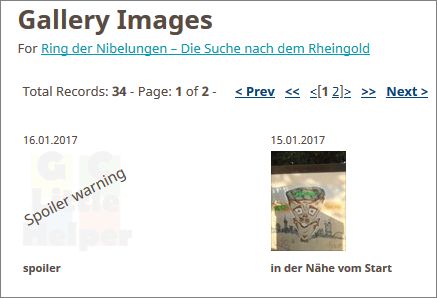 Gallery Images
For Ring der Nibelungen – Die Suche nach dem Rheingold
Total Records: 34 - Page: 1 of 2 - < Prev << <[1 2]> >> Next >
16.01.2017
15.01.2017
GC
Little
Helper
Spoiler warning
spoiler
in der Nähe vom Start